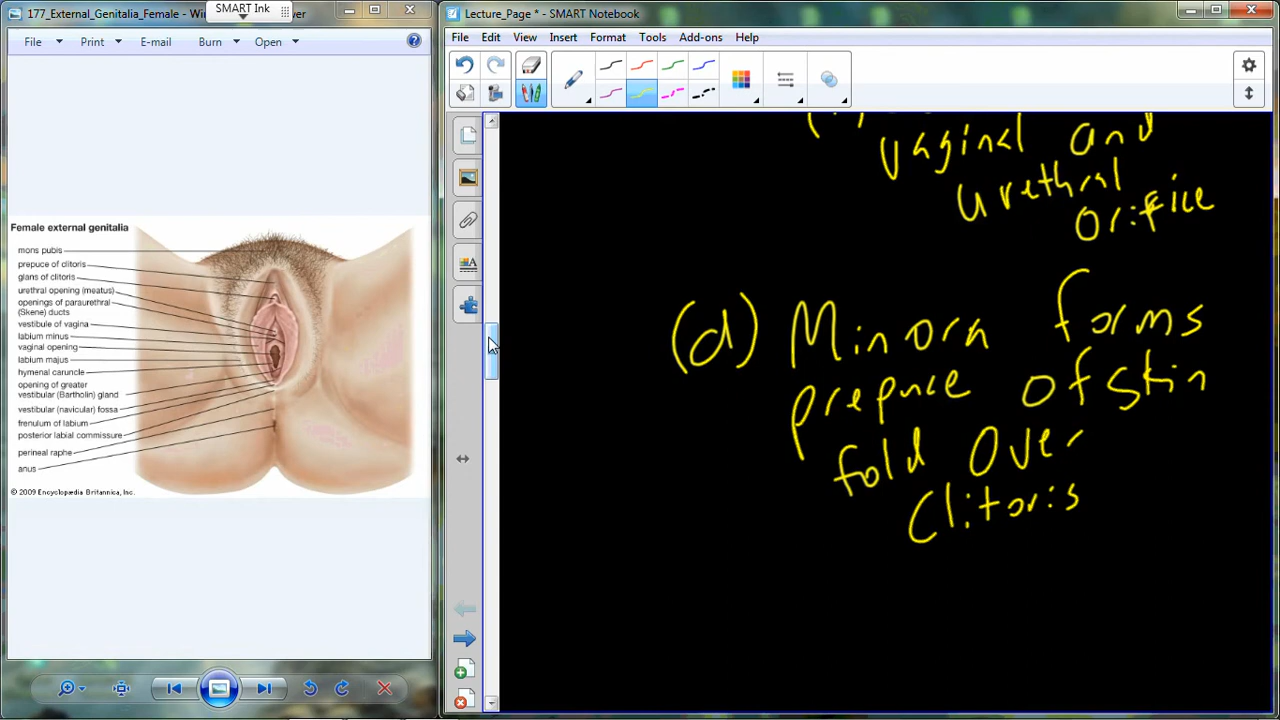 177_External_Genitalia_Female - Wi
SMART Ink
er
File Print E-mail Burn Open
Female external genitalia
mons pubis
prepuce of clitoris
glans of clitoris
urethral opening (meatus)
openings of paraurethral
(Skene) ducts
vestibule of vagina
labium minus
vaginal opening
labium majus
hymenal caruncle
opening of greater
vestibular (Bartholin) gland
vestibular (navicular) fossa
frenulum of labium
posterior labial commissure
perineal raphe
anus
© 2009 Encyclopædia Britannica, Inc.
Lecture_Page * - SMART Notebook
File Edit View Insert Format Tools Add-ons Help
vaginal and
urethral
orifice
(d) Minora forms
prepuce of skin
fold over
Clitoris